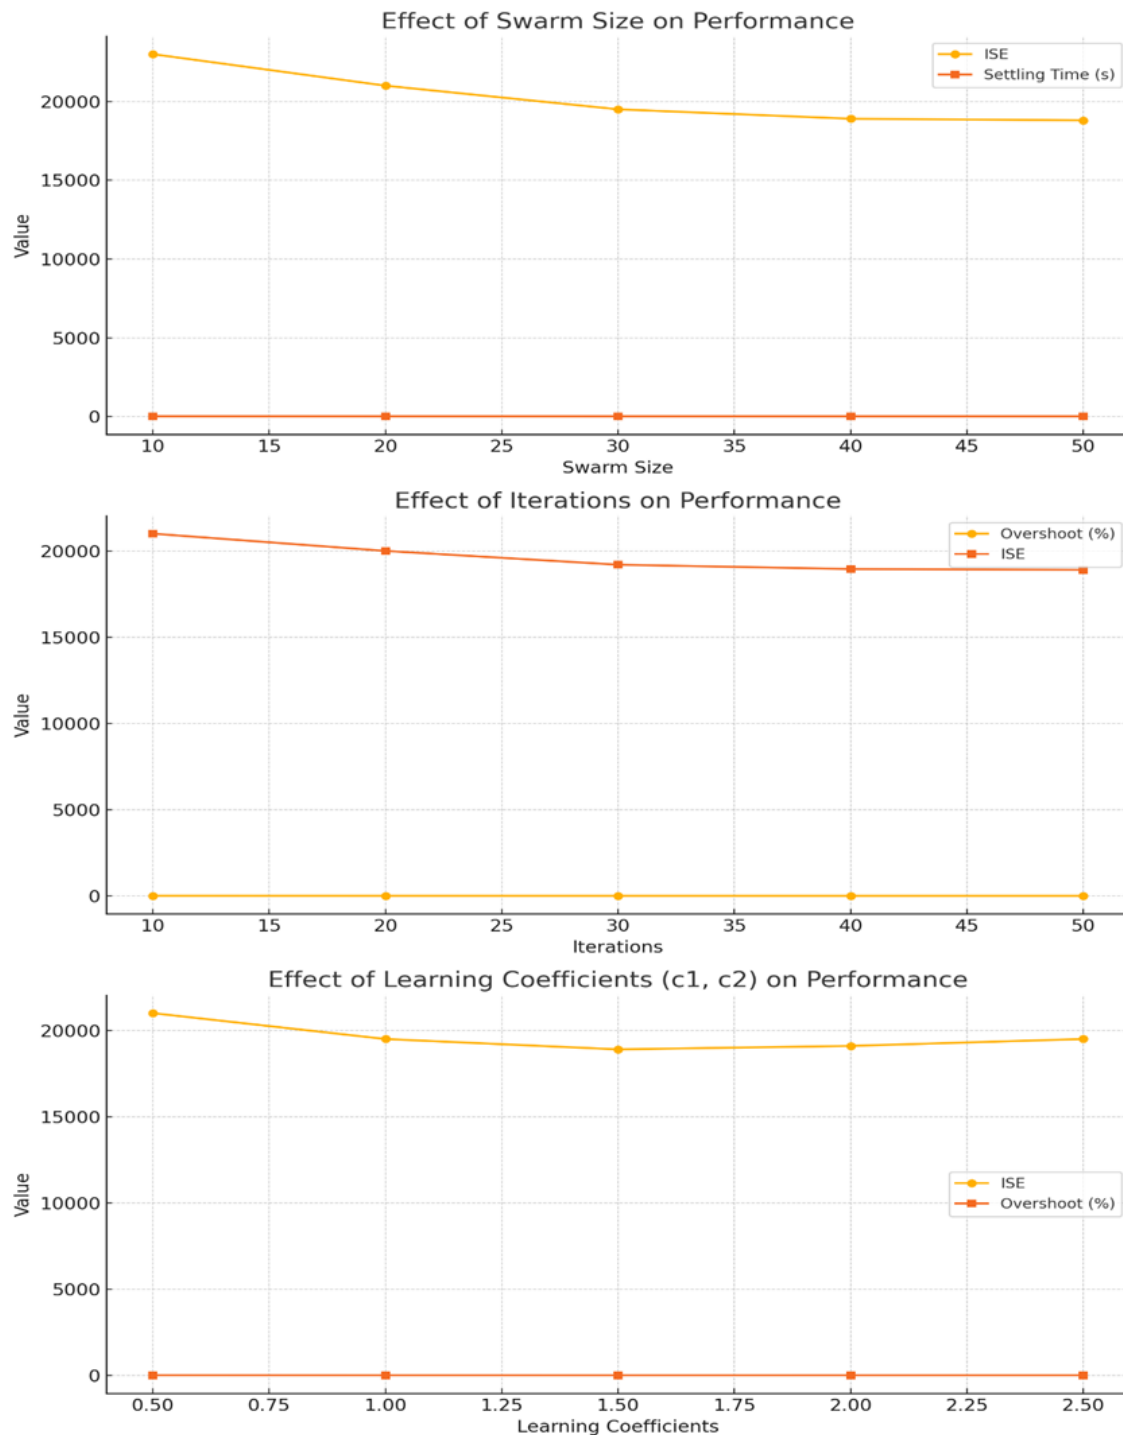 Effect of Swarm Size on Performance
ISE
Settling Time (s)
20000
15000
10000
5000
0
Value
10 15 20 25 30 35 40 45 50
Swarm Size
Effect of Iterations on Performance
Overshoot (%)
ISE
20000
15000
10000
5000
0
Value
10 15 20 25 30 35 40 45 50
Iterations
Effect of Learning Coefficients (c1, c2) on Performance
ISE
Overshoot (%)
20000
15000
10000
5000
0
Value
0.50 0.75 1.00 1.25 1.50 1.75 2.00 2.25 2.50
Learning Coefficients